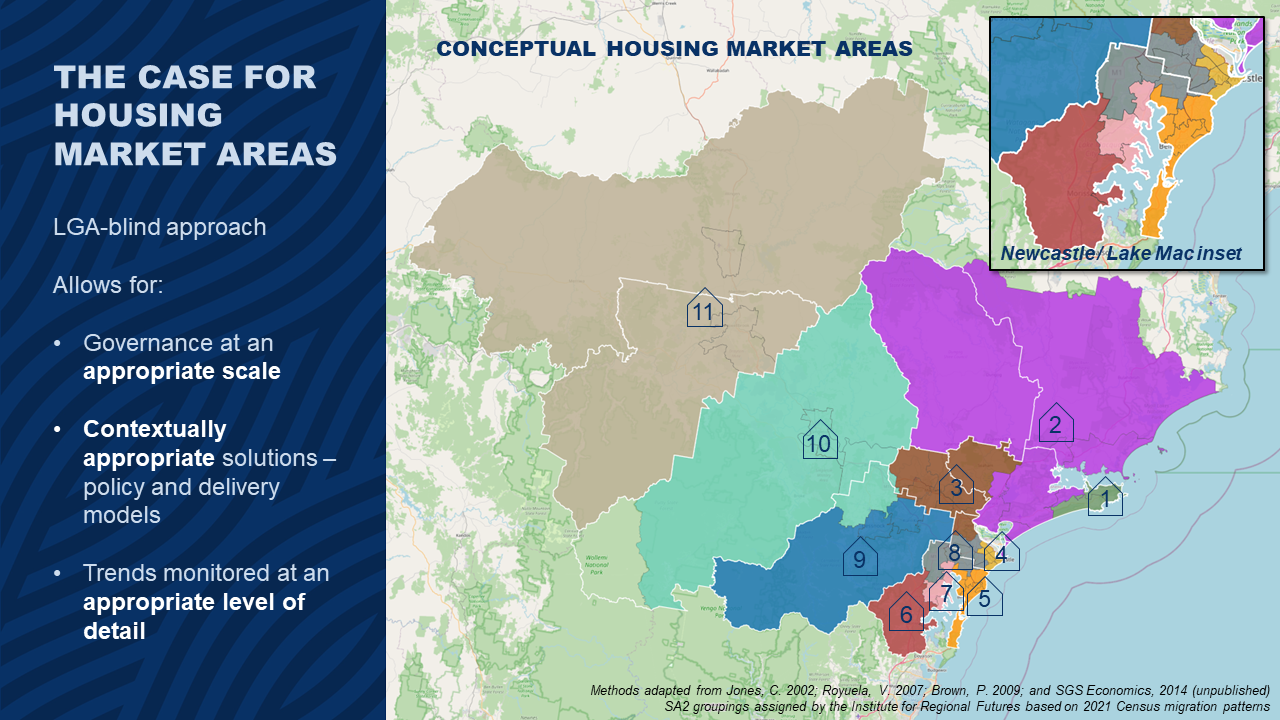 THE CASE FOR
HOUSING
MARKET AREAS
LGA-blind approach
Allows for:
• Governance at an
appropriate scale
• Contextually
appropriate solutions –
policy and delivery
models
• Trends monitored at an
appropriate level of
detail
CONCEPTUAL HOUSING MARKET AREAS
Newcastle/ Lake Mac inset
11
2
10
3
1
9
8
4
7
5
6
Wollemi
National
Park
Methods adapted from Jones, C. 2002; Royuela, V. 2007; Brown, P. 2009, and SGS Economics, 2014 (unpublished)
SA2 groupings assigned by the Institute for Regional Futures based on 2021 Census migration patterns